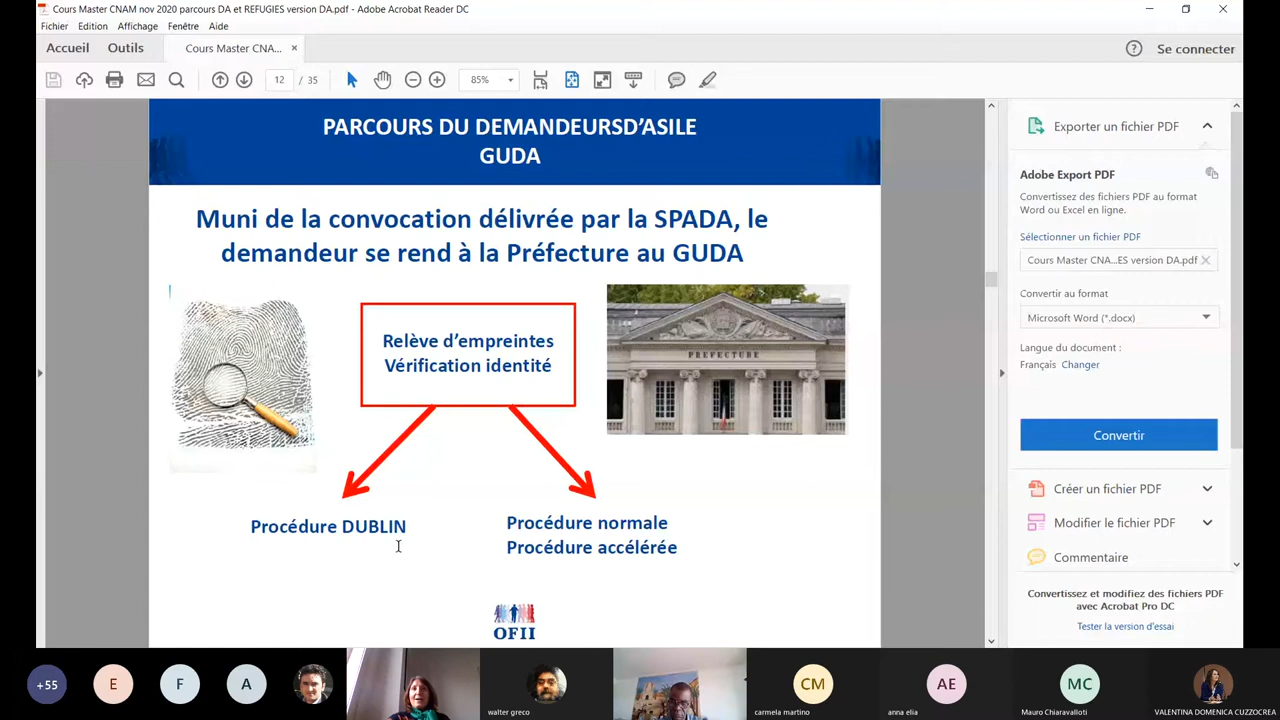 Cours Master CNAM nov 2020 parcours DA et REFUGIES version DA.pdf - Adobe Acrobat Reader DC
Fichier Edition Affichage Fenêtre Aide
Accueil Outils Cours Master CNA... × Se connecter
12 / 35 85%
PARCOURS DU DEMANDEURSD'ASILE
GUDA
Muni de la convocation délivrée par la SPADA, le
demandeur se rend à la Préfecture au GUDA
Relève d'empreintes
Vérification identité
PREFECTURE
Procédure DUBLIN
Procédure normale
Procédure accélérée
OFII
Exporter un fichier PDF
Adobe Export PDF
Convertissez des fichiers PDF au format
Word ou Excel en ligne.
Sélectionner un fichier PDF
Cours Master CNA...ES version DA.pdf
Convertir au format
Microsoft Word (*.docx)
Langue du document :
Français Changer
Convertir
Créer un fichier PDF
Modifier le fichier PDF
Commentaire
Convertissez et modifiez des fichiers PDF
avec Acrobat Pro DC
Tester la version d'essai
+55 E F A CM AE MC
walter greco
carmela martino
anna elia
Mauro Chiaravalloti
VALENTINA DOMENICA CUZZOCREA